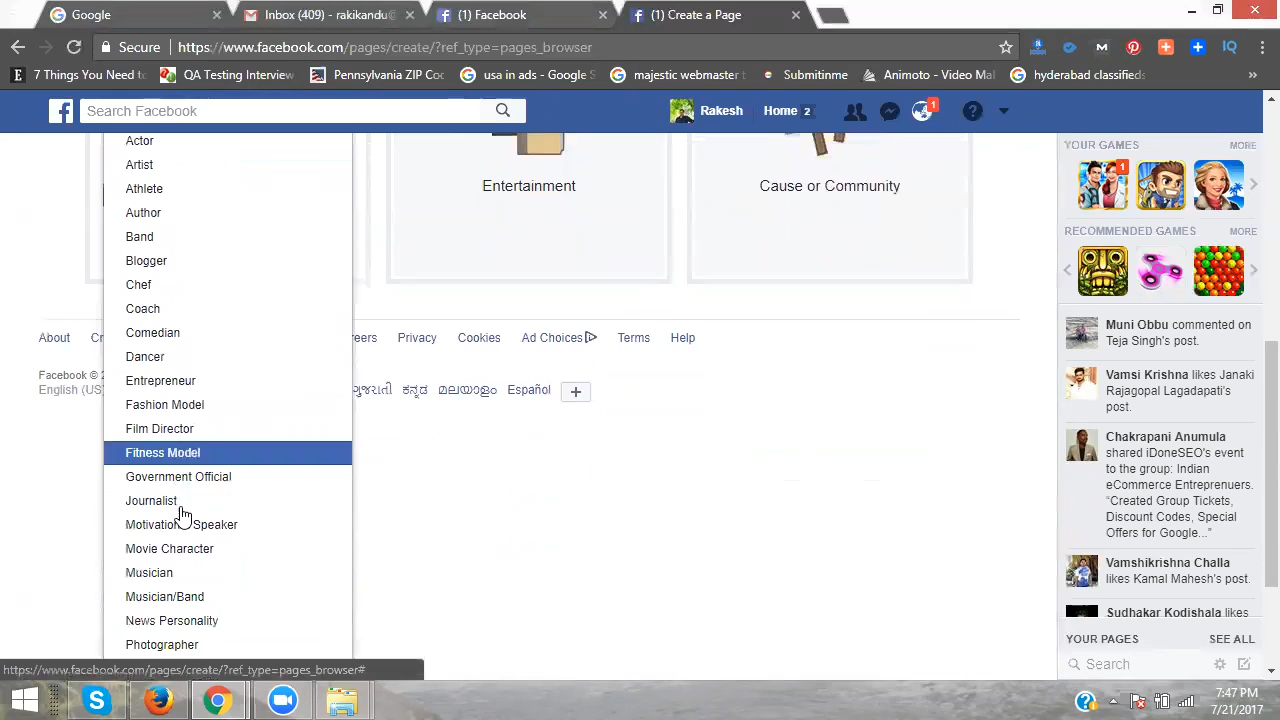 Google
Inbox (409) - rakikandu@
(1) Facebook
(1) Create a Page
Secure
https://www.facebook.com/pages/create/?ref_type=pages_browser
7 Things You Need to
QA Testing Interview
Pennsylvania ZIP Co
usa in ads - Google S
majestic webmaster t
Submitinme
Animoto - Video Mal
hyderabad classifieds
Search Facebook
Rakesh
Home 2
1
Actor
Artist
Athlete
Author
Band
Blogger
Chef
Coach
Comedian
Dancer
Entrepreneur
Fashion Model
Film Director
Fitness Model
Government Official
Journalist
Speaker
Movie Character
Musician
Musician/Band
News Personality
Photographer
Entertainment
Cause or Community
About
Privacy
Cookies
Ad Choices
Terms
Help
Facebook ©
English (US)
ಕನ್ನಡ
മലയാളം
Español
YOUR GAMES
MORE
1
RECOMMENDED GAMES
MORE
Muni Obbu commented on
Teja Singh's post.
Vamsi Krishna likes Janaki
Rajagopal Lagadapati's
post.
Chakrapani Anumula
shared iDoneSEO's event
to the group: Indian
eCommerce Entreprenuers.
"Created Group Tickets,
Discount Codes, Special
Offers for Google..."
Vamshikrishna Challa
likes Kamal Mahesh's post.
Sudhakar Kodishala likes
YOUR PAGES
SEE ALL
Search
https://www.facebook.com/pages/create/?ref_type=pages_browser#
7:47 PM
7/21/2017